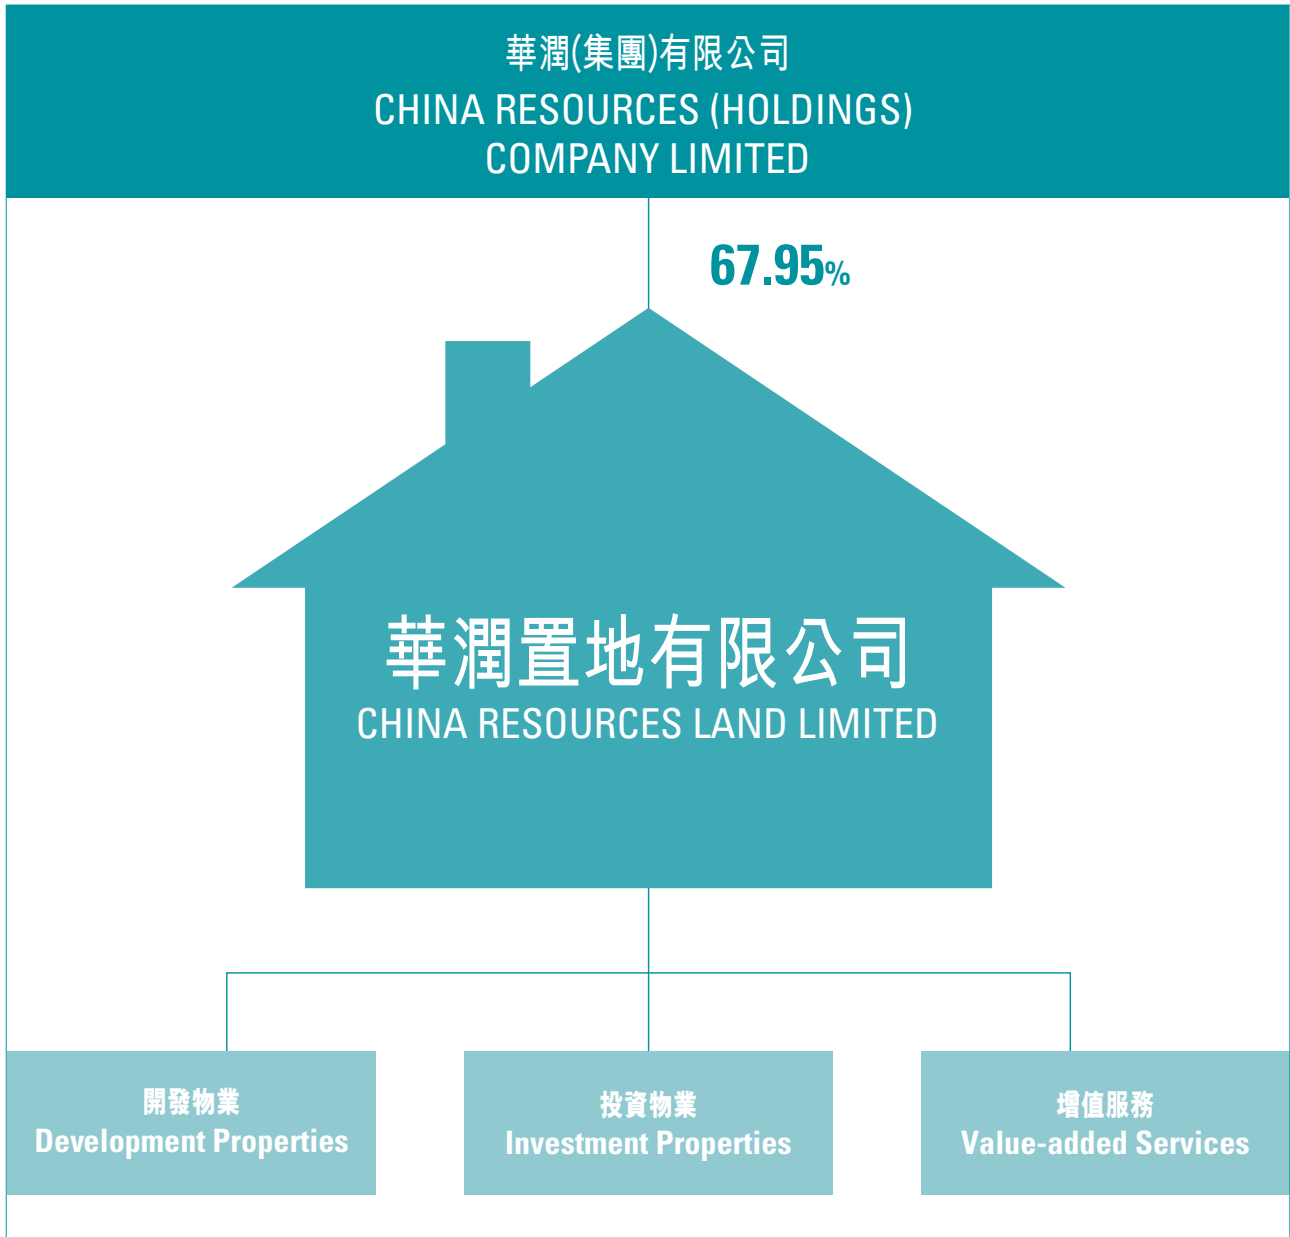 華潤(集團)有限公司
CHINA RESOURCES (HOLDINGS)
COMPANY LIMITED
67.95%
華潤置地有限公司
CHINA RESOURCES LAND LIMITED
開發物業
Development Properties
投資物業
Investment Properties
增值服務
Value-added Services